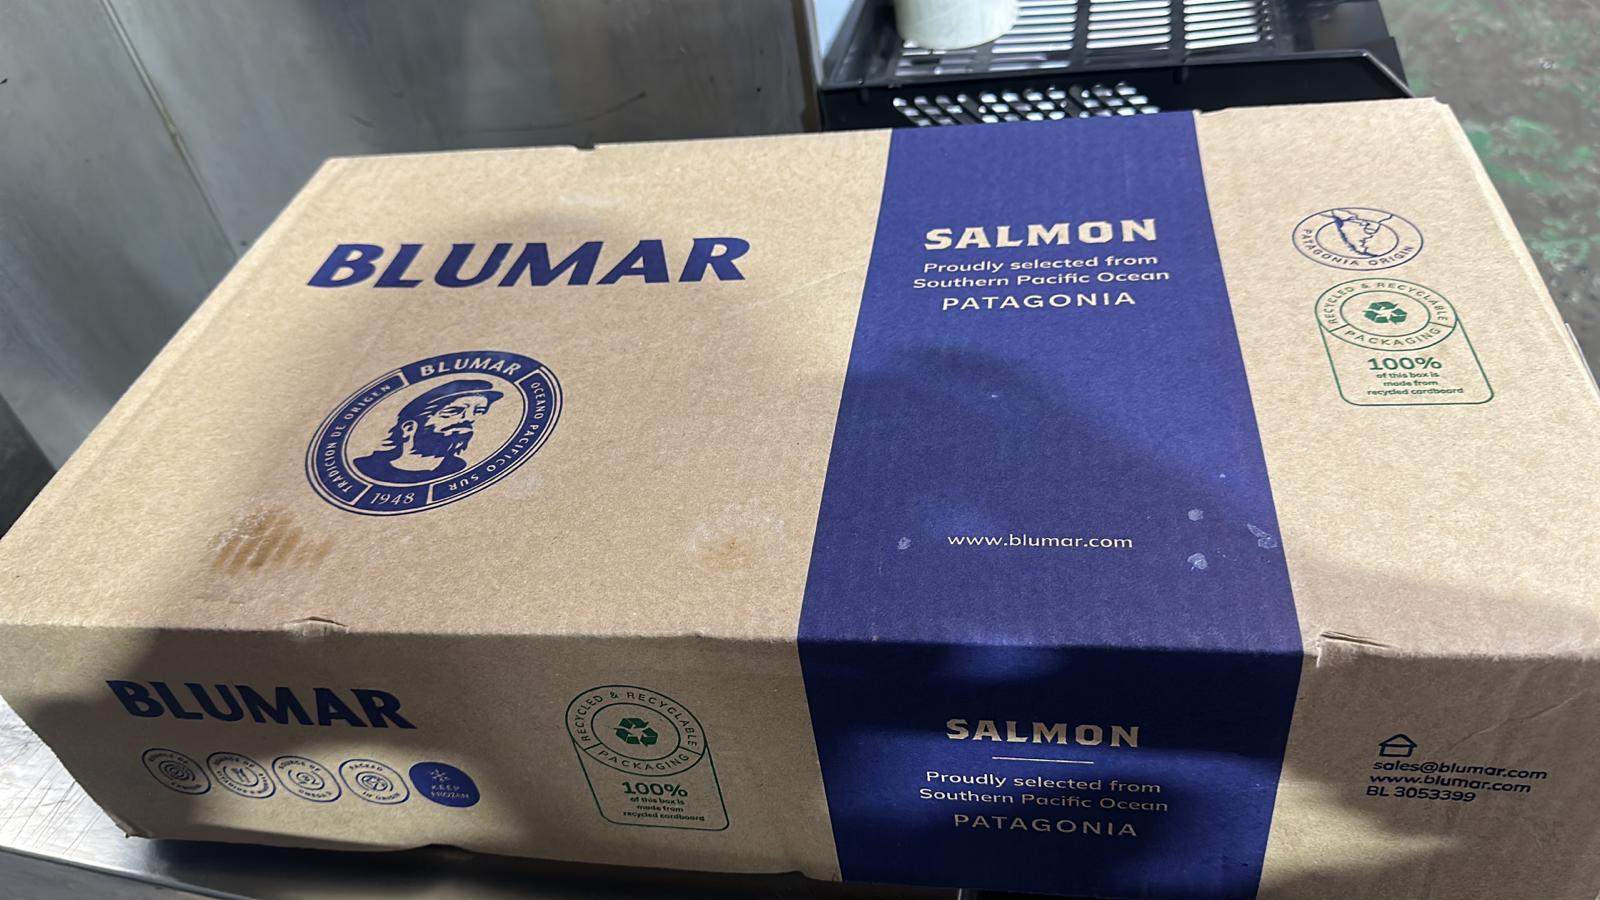 BLUMAR
BLUMAR
TRADICION DE ORIGEN
OCEANO PACIFICO SUR
1948
SALMON
Proudly selected from
Southern Pacific Ocean
PATAGONIA
www.blumar.com
PATAGONIA ORIGIN
RECYCLED & RECYCLABLE
PACKAGING
100%
of this box is
made from
recycled cardboard
BLUMAR
KEEP
FROZEN
RECYCLED & RECYCLABLE
PACKAGING
100%
of this box is
made from
recycled cardboard
SALMON
Proudly selected from
Southern Pacific Ocean
PATAGONIA
sales@blumar.com
www.blumar.com
BL 3053399